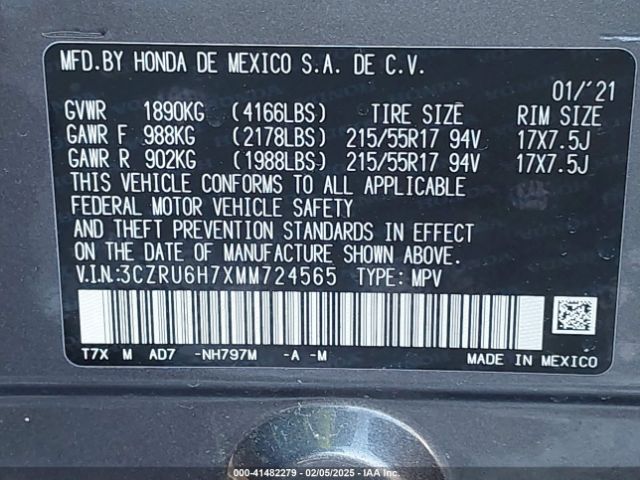 MFD.BY HONDA DE MEXICO S.A. DE C.V.
01/'21
GVWR 1890KG (4166LBS) TIRE SIZE RIM SIZE
GAWR F 988KG (2178LBS) 215/55R17 94V 17X7.5J
GAWR R 902KG (1988LBS) 215/55R17 94V 17X7.5J
THIS VEHICLE CONFORMS TO ALL APPLICABLE
FEDERAL MOTOR VEHICLE SAFETY
AND THEFT PREVENTION STANDARDS IN EFFECT
ON THE DATE OF MANUFACTURE SHOWN ABOVE.
V.I.N.:3CZRU6H7XMM724565 TYPE: MPV
T7X M AD7 -NH797M -A -M
MADE IN MEXICO
000-41482279 - 02/05/2025 - IAA Inc.